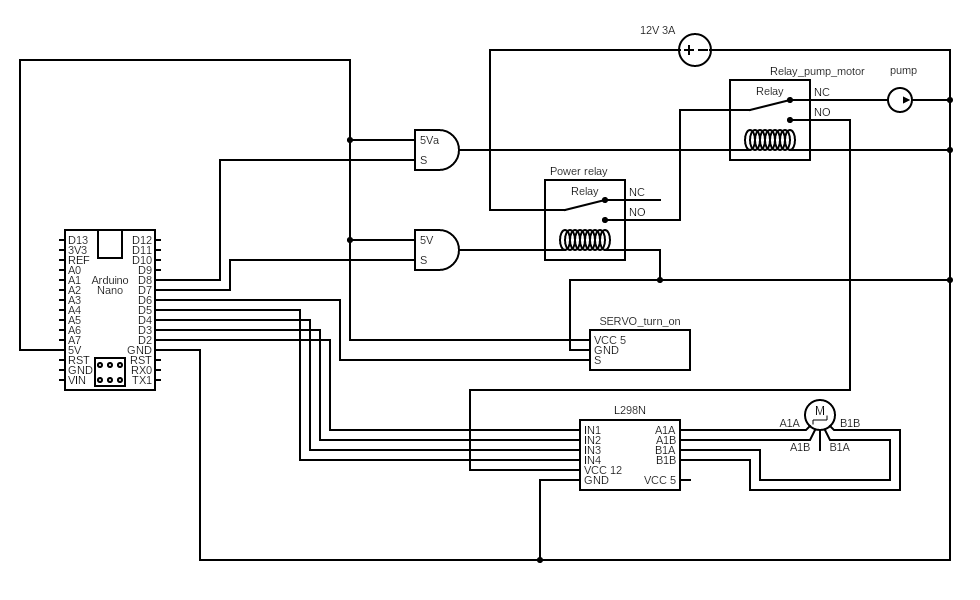 12V 3A
Relay_pump_motor
pump
Relay
NC
NO
5Va
S
Power relay
Relay
NC
NO
5V
S
D13 D12
3V3 D11
REF D10
A0 D9
A1 Arduino D8
A2 Nano D7
A3 D6
A4 D5
A5 D4
A6 D3
A7 D2
5V GND
RST RST
GND RX0
VIN TX1
SERVO_turn_on
VCC 5
GND
S
L298N
IN1 A1A
IN2 A1B
IN3 B1A
IN4 B1B
VCC 12
GND VCC 5
M
A1A B1B
A1B B1A